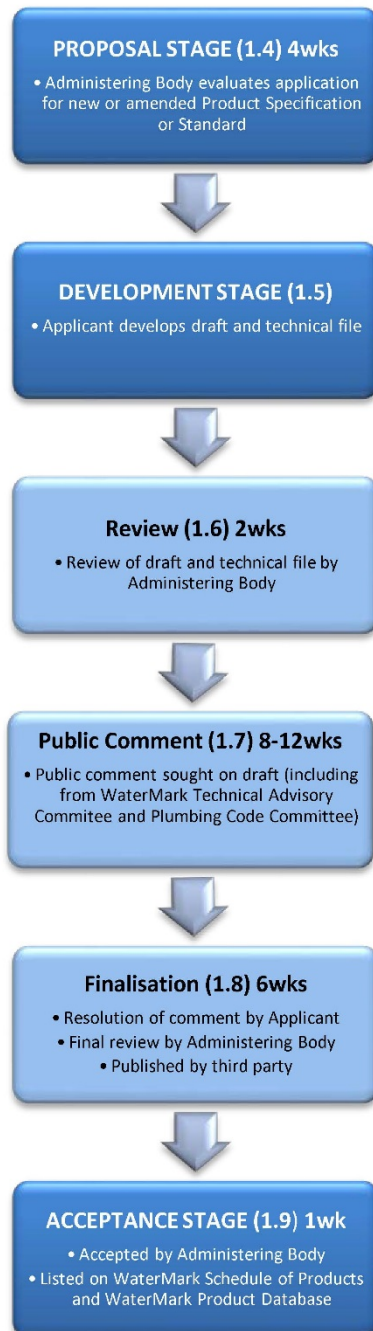 PROPOSAL STAGE (1.4) 4wks
• Administering Body evaluates application
for new or amended Product Specification
or Standard
DEVELOPMENT STAGE (1.5)
• Applicant develops draft and technical file
Review (1.6) 2wks
• Review of draft and technical file by
Administering Body
Public Comment (1.7) 8-12wks
• Public comment sought on draft (including
from WaterMark Technical Advisory
Commitee and Plumbing Code Committee)
Finalisation (1.8) 6wks
• Resolution of comment by Applicant
• Final review by Administering Body
• Published by third party
ACCEPTANCE STAGE (1.9) 1wk
• Accepted by Administering Body
• Listed on WaterMark Schedule of Products
and WaterMark Product Database